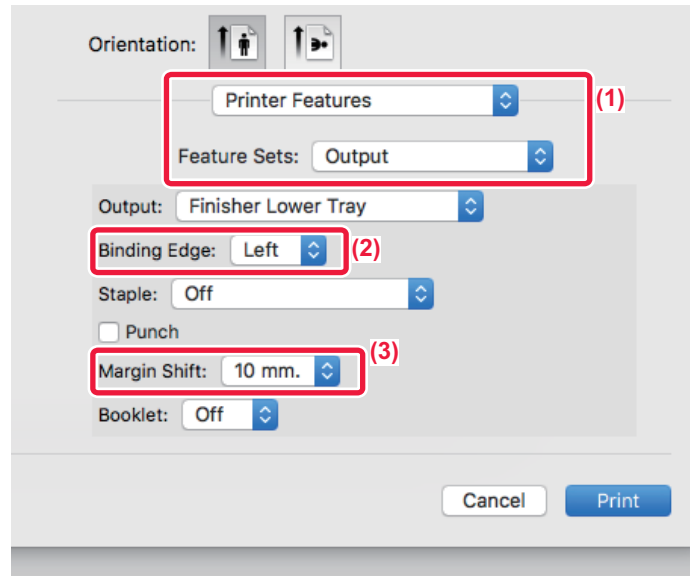 Orientation:
Printer Features
(1)
Feature Sets: Output
Output: Finisher Lower Tray
Binding Edge: Left
(2)
Staple: Off
Punch
(3)
Margin Shift: 10 mm.
Booklet: Off
Cancel Print